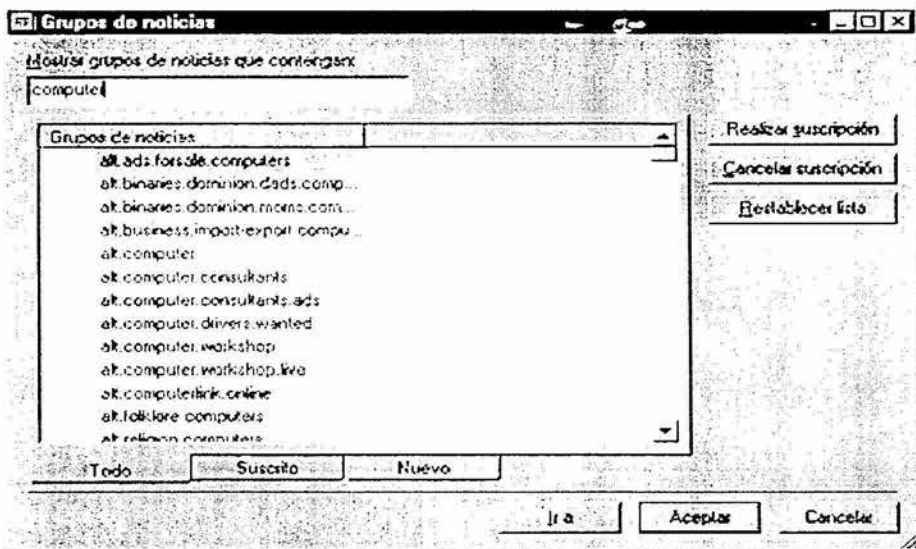 Grupos de noticias
Mostrar grupos de noticias que contengan:
computer
Grupos de noticias
alt.ads.forsale.computers
alt.binaries.dominion.dads.comp...
alt.binaries.dominion.moms.com...
alt.business.import-export.compu...
alt.computer
alt.computer.consultants
alt.computer.consultants.ads
alt.computer.drivers.wanted
alt.computer.workshop
alt.computer.workshop.live
alt.computerlink.online
alt.folklore.computers
alt.religion.computers
Realizar suscripción
Cancelar suscripción
Restablecer lista
Todo Suscrito Nuevo
Ir a Aceptar Cancelar